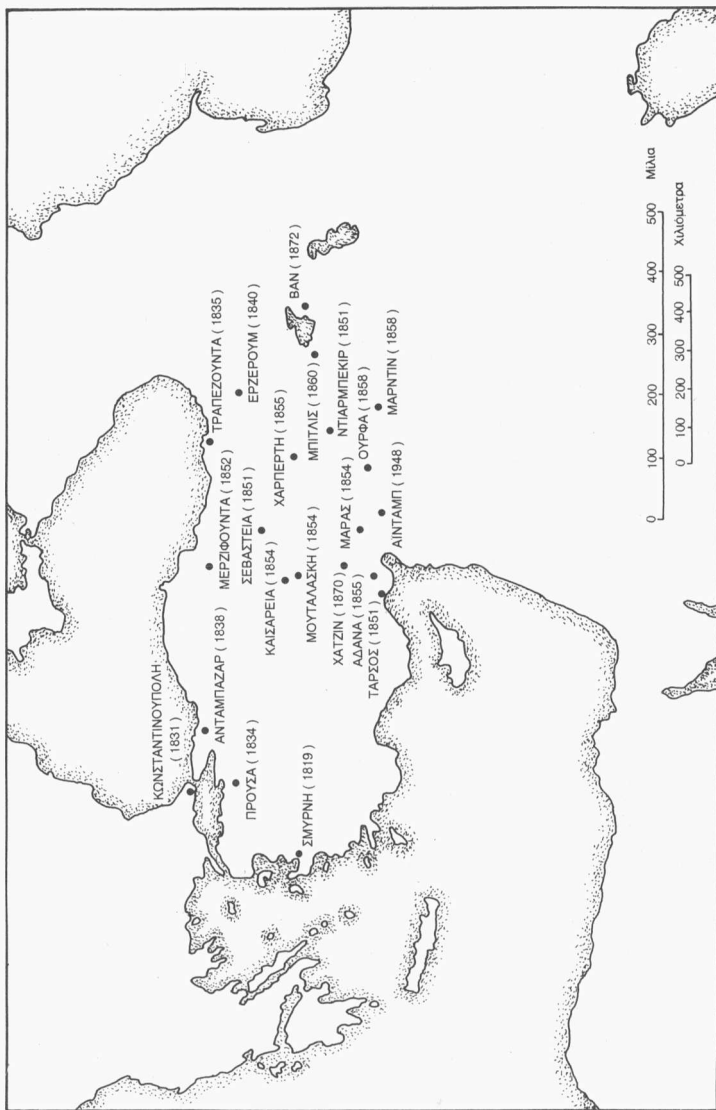 ΚΩΝΣΤΑΝΤΙΝΟΥΠΟΛΗ
( 1831)
ΑΝΤΑΜΠΑΖΑΡ ( 1838)
ΠΡΟΥΣΑ ( 1834)
ΣΜΥΡΝΗ ( 1819)
ΜΕΡΖΙΦΟΥΝΤΑ ( 1852)
ΣΕΒΑΣΤΕΙΑ ( 1851)
ΚΑΙΣΑΡΕΙΑ ( 1854)
ΜΟΥΤΑΛΑΣΚΗ ( 1854)
ΧΑΤΖΙΝ ( 1870)
ΑΔΑΝΑ ( 1855)
ΤΑΡΣΟΣ ( 1851)
ΤΡΑΠΕΖΟΥΝΤΑ ( 1835)
ΕΡΖΕΡΟΥΜ ( 1840)
ΧΑΡΠΕΡΤΗ ( 1855)
ΒΑΝ ( 1872)
ΜΠΙΤΛΙΣ ( 1860)
ΝΤΙΑΡΜΠΕΚΙΡ ( 1851)
ΜΑΡΑΣ ( 1854)
ΟΥΡΦΑ ( 1858)
ΑΙΝΤΑΜΠ ( 1948)
ΜΑΡΝΤΙΝ ( 1858)
0 100 200 300 400 500 Μίλια
0 100 200 300 400 500 Χιλιόμετρα